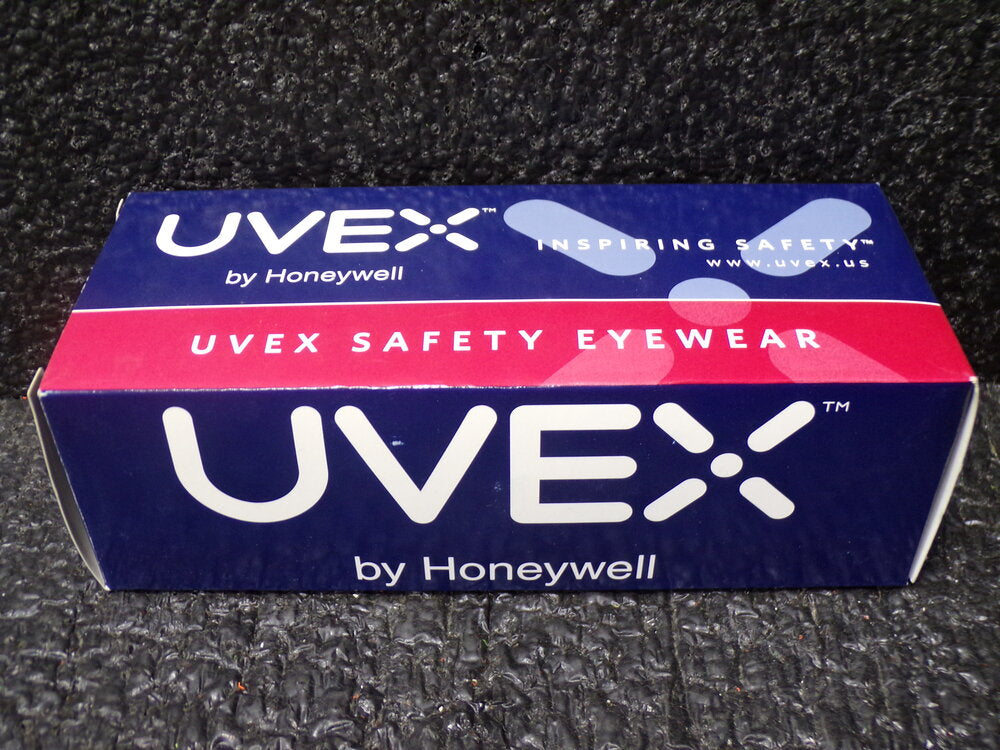 UVEX™
by Honeywell
INSPIRING SAFETY™
www.uvex.us
UVEX SAFETY EYEWEAR
UVEX™
by Honeywell